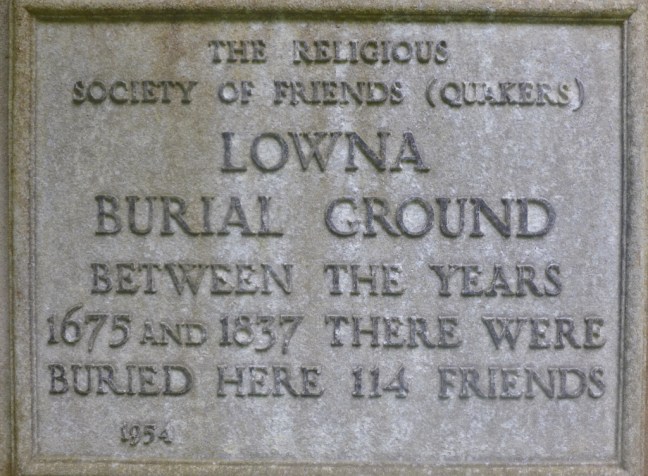 THE RELIGIOUS
SOCIETY OF FRIENDS (QUAKERS)
LOWNA
BURIAL GROUND
BETWEEN THE YEARS
1675 AND 1837 THERE WERE
BURIED HERE 114 FRIENDS
1954